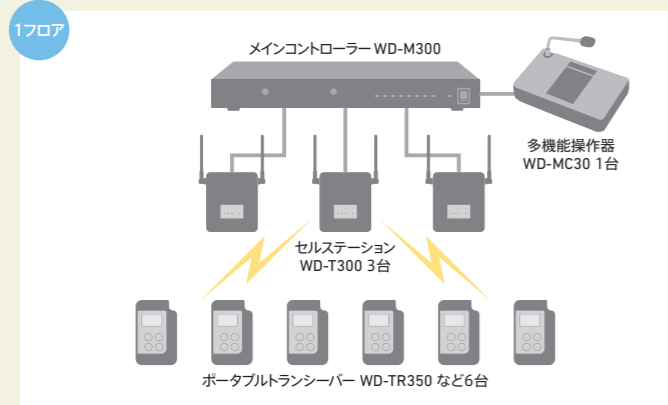 1フロア
メインコントローラー WD-M300
多機能操作器
WD-MC30 1台
セルステーション
WD-T300 3台
ポータブルトランシーバー WD-TR350 など6台